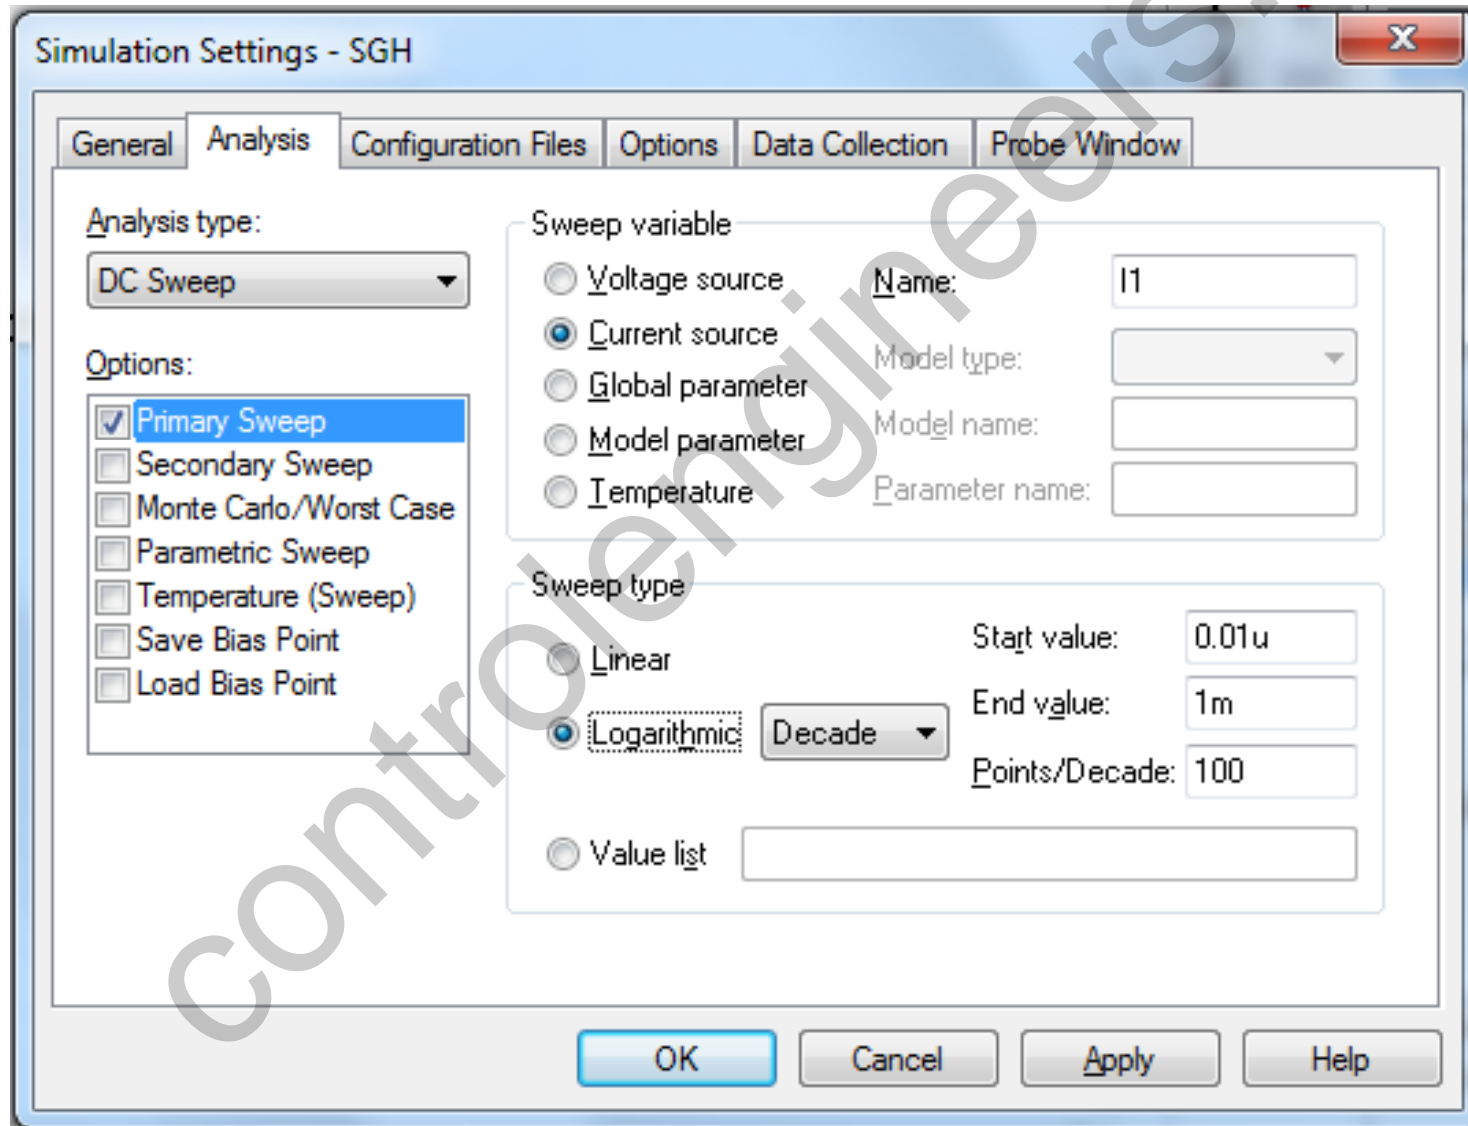 Simulation Settings - SGH
x
General Analysis Configuration Files Options Data Collection Probe Window
Analysis type:
DC Sweep
Options:
Primary Sweep
Secondary Sweep
Monte Carlo/Worst Case
Parametric Sweep
Temperature (Sweep)
Save Bias Point
Load Bias Point
Sweep variable
Voltage source
Current source
Global parameter
Model parameter
Temperature
Name: I1
Model type:
Model name:
Parameter name:
Sweep type
Linear
Logarithmic Decade
Value list
Start value: 0.01u
End value: 1m
Points/Decade: 100
OK Cancel Apply Help
controlengineers.